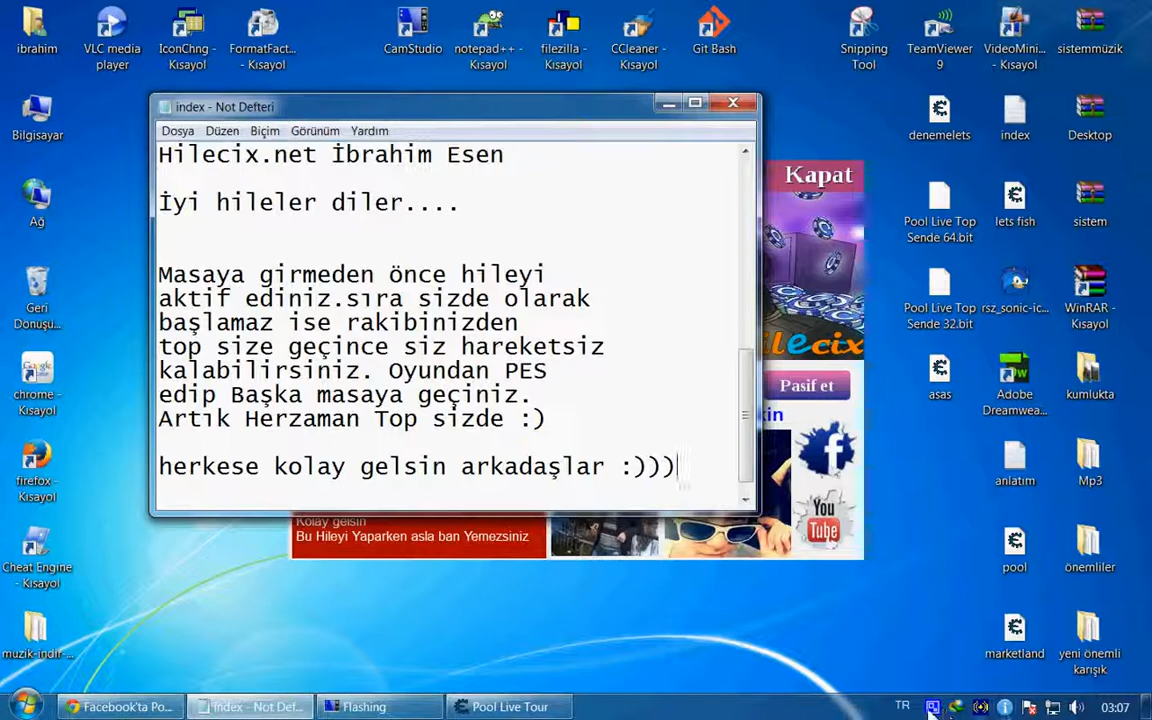 ibrahim
VLC media
player
IconChng -
Kısayol
FormatFact...
- Kısayol
CamStudio
notepad++ -
Kısayol
filezilla -
Kısayol
CCleaner -
Kısayol
Git Bash
Snipping
Tool
TeamViewer
9
VideoMini...
- Kısayol
sistemmüzik
Bilgisayar
Ağ
Geri
Donuşu...
chrome -
Kısayol
firefox -
Kısayol
Cheat Engine
- Kısayol
muzik-indir-...
index - Not Defteri
Dosya Düzen Biçim Görünüm Yardım
Hilecix.net İbrahim Esen
İyi hileler diler....
Masaya girmeden önce hileyi
aktif ediniz.sıra sizde olarak
başlamaz ise rakibinizden
top size geçince siz hareketsiz
kalabilirsiniz. Oyundan PES
edip Başka masaya geçiniz.
Artık Herzaman Top sizde :)
herkese kolay gelsin arkadaşlar :)))
Kapat
ilecix
Pasif et
kin
You
Tube
Kolay gelsin
Bu Hileyi Yaparken asla ban Yemezsiniz
denemelets
index
Desktop
Pool Live Top
Sende 64.bit
lets fish
sistem
Pool Live Top
Sende 32.bit
rsz_sonic-ic...
WinRAR -
Kısayol
asas
Adobe
Dreamwea...
kumlukta
anlatım
Mp3
pool
önemliler
marketland
yeni önemli
karışık
Facebook'ta Po...
index - Not Def...
Flashing
Pool Live Tour
TR
03:07